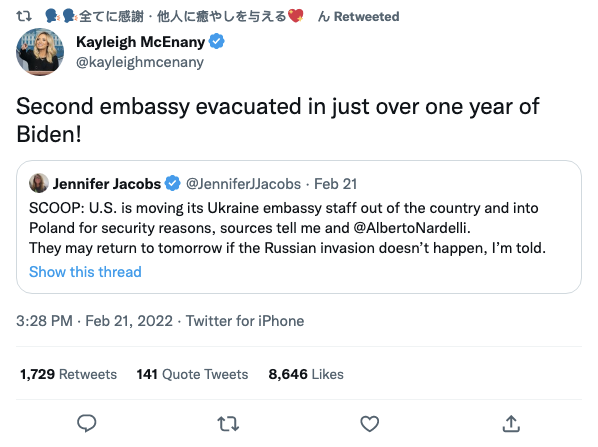 🗣️🗣️全てに感謝・他人に癒やしを与える💖 ん Retweeted
Kayleigh McEnany
@kayleighmcenany
Second embassy evacuated in just over one year of
Biden!
Jennifer Jacobs @JenniferJJacobs · Feb 21
SCOOP: U.S. is moving its Ukraine embassy staff out of the country and into
Poland for security reasons, sources tell me and @AlbertoNardelli.
They may return to tomorrow if the Russian invasion doesn't happen, I'm told.
Show this thread
3:28 PM · Feb 21, 2022 · Twitter for iPhone
1,729 Retweets 141 Quote Tweets 8,646 Likes